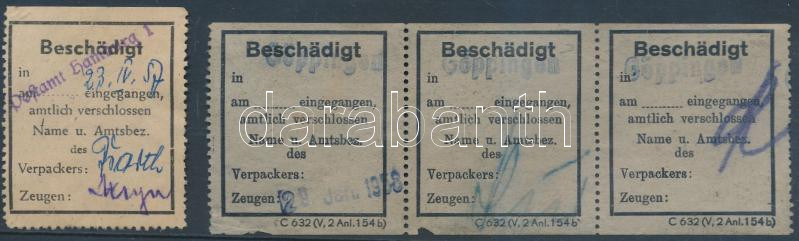 Beschädigt
Postamt Hamburg 1
in 23. IV. 57
am ........ eingegangen,
amtlich verschlossen
Name u. Amtsbez.
des
Verpackers:
Zeugen:
Beschädigt
Göppingen
in
am ........ eingegangen,
amtlich verschlossen
Name u. Amtsbez.
des
Verpackers:
Zeugen: 29. Jan. 1958
C 632 (V, 2 Anl. 154 b)
Beschädigt
Göppingen
in
am ........ eingegangen,
amtlich verschlossen
Name u. Amtsbez.
des
Verpackers:
Zeugen:
C 632 (V, 2 Anl. 154 b)
Beschädigt
Göppingen
in
am ........ eingegangen,
amtlich verschlossen
Name u. Amtsbez.
des
Verpackers:
Zeugen:
C 632 (V, 2 Anl. 154 b)
darabanth